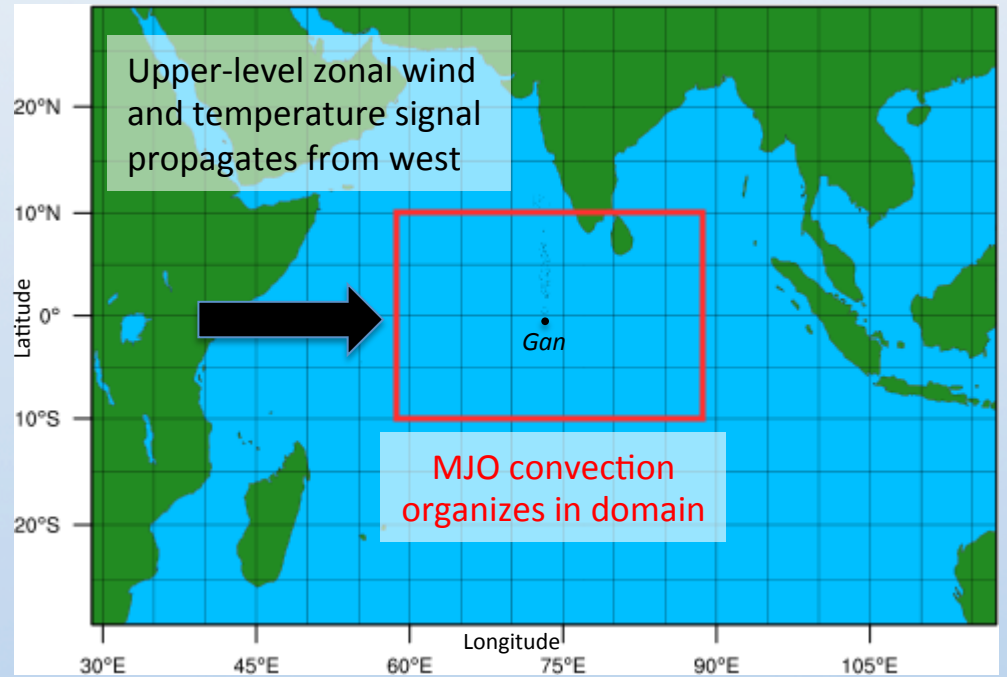 Upper-level zonal wind
and temperature signal
propagates from west
20°N
10°N
0°
10°S
20°S
Latitude
Gan
MJO convection
organizes in domain
Longitude
30°E
45°E
60°E
75°E
90°E
105°E